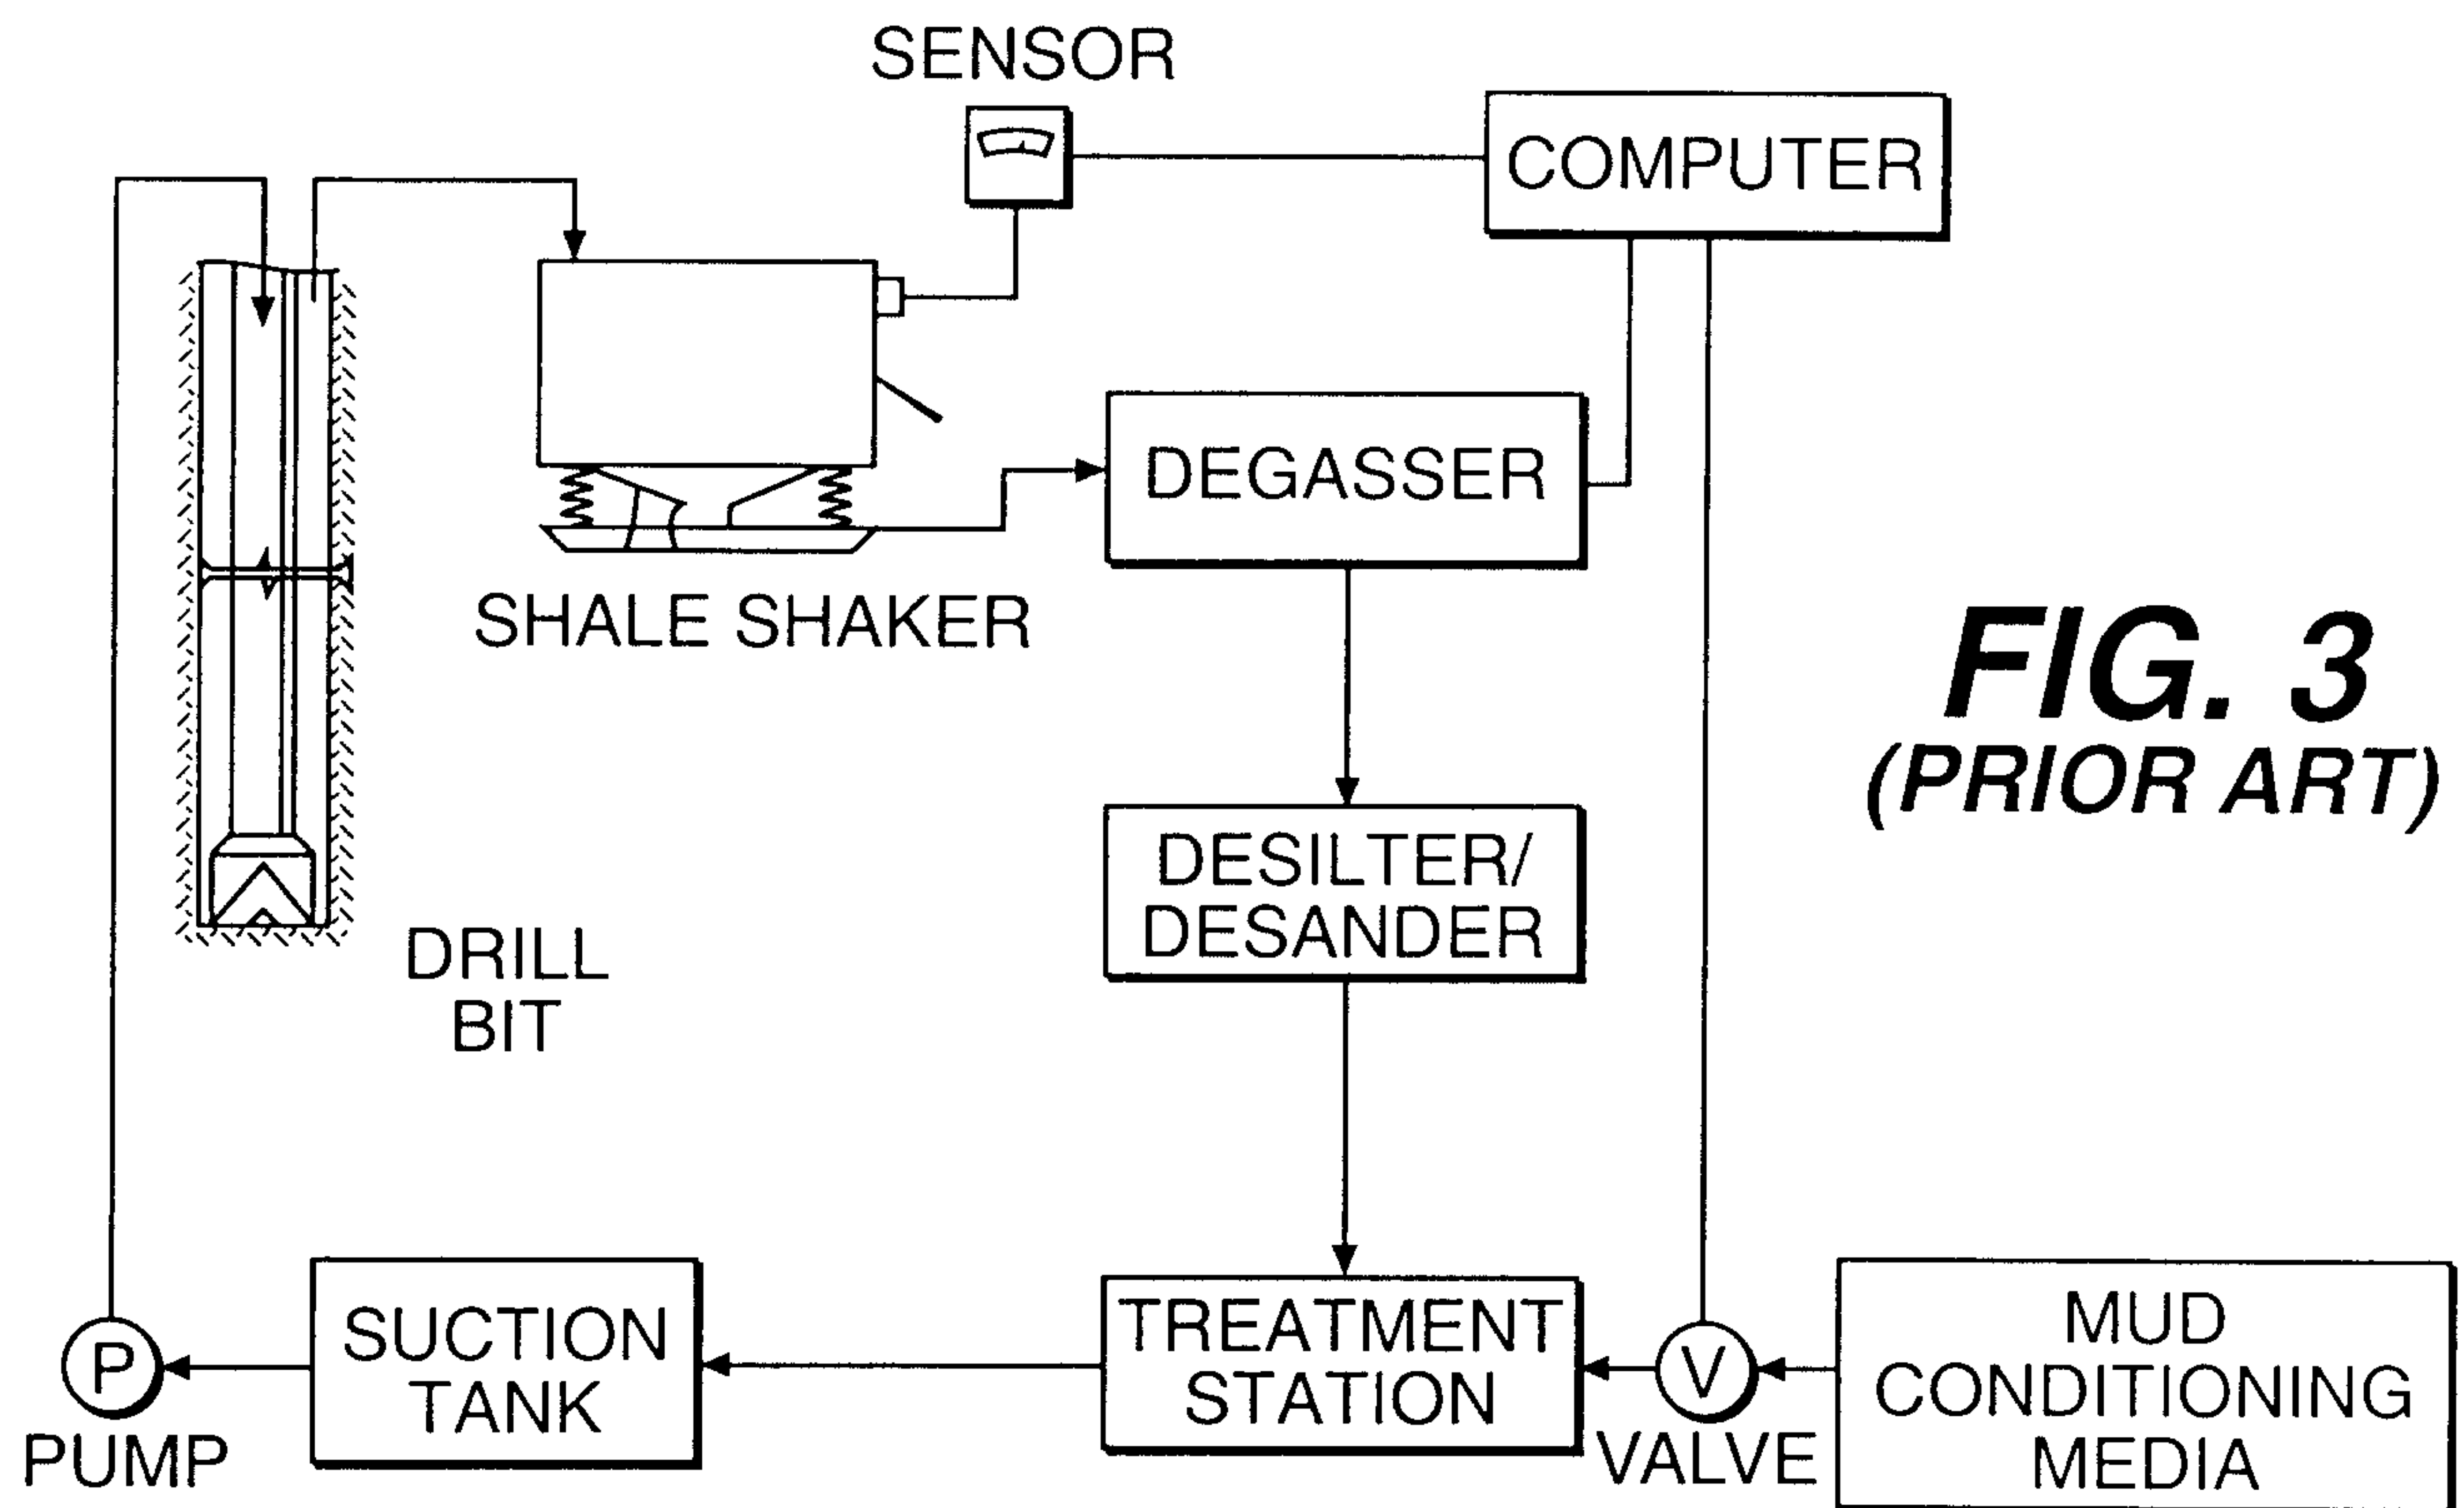 SENSOR
COMPUTER
DEGASSER
SHALE SHAKER
FIG. 3
(PRIOR ART)
DESILTER/
DESANDER
DRILL
BIT
P
PUMP
SUCTION
TANK
TREATMENT
STATION
V
VALVE
MUD
CONDITIONING
MEDIA